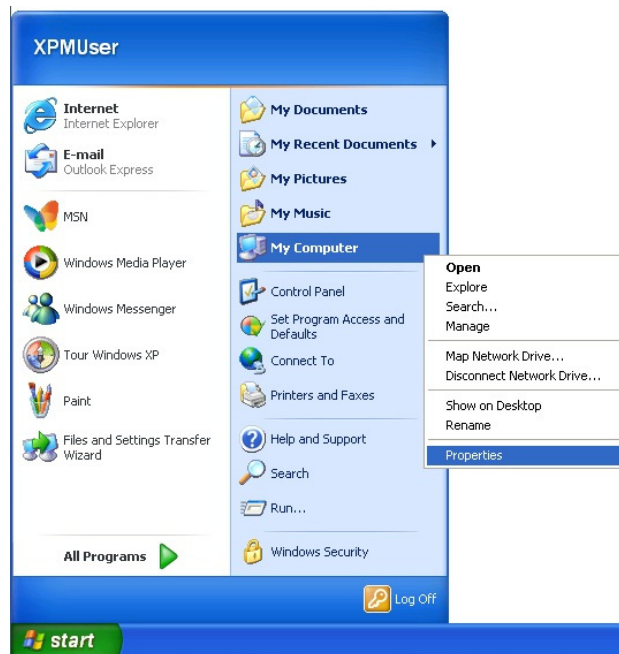 XPMUser
Internet
Internet Explorer
E-mail
Outlook Express
MSN
Windows Media Player
Windows Messenger
Tour Windows XP
Paint
Files and Settings Transfer
Wizard
All Programs
My Documents
My Recent Documents
My Pictures
My Music
My Computer
Control Panel
Set Program Access and
Defaults
Connect To
Printers and Faxes
Help and Support
Search
Run...
Windows Security
Open
Explore
Search...
Manage
Map Network Drive...
Disconnect Network Drive...
Show on Desktop
Rename
Properties
Log Off
start